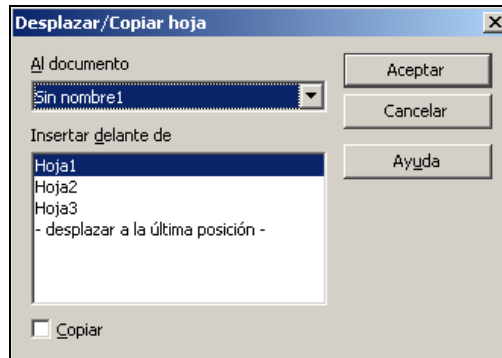 Desplazar/Copiar hoja
Al documento
Sin nombre1
Insertar delante de
Hoja1
Hoja2
Hoja3
- desplazar a la última posición -
Copiar
Aceptar
Cancelar
Ayuda